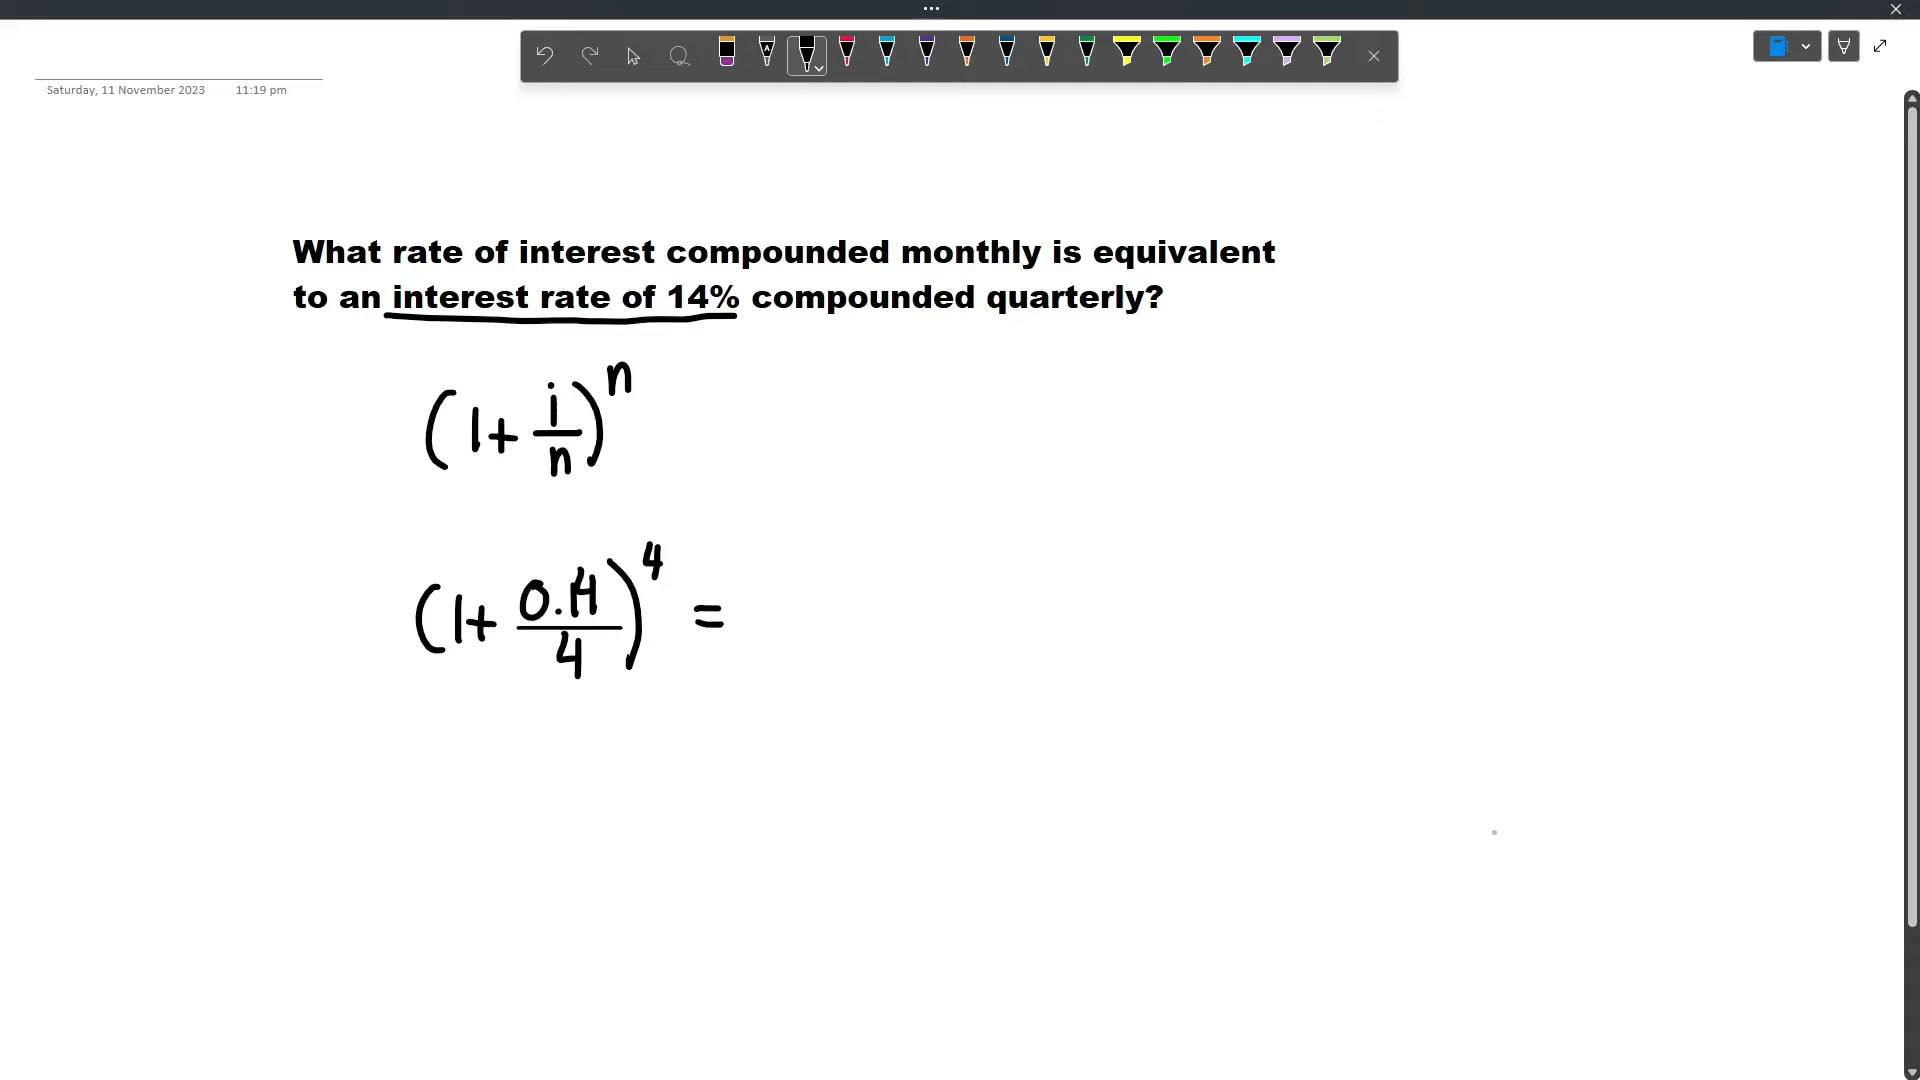 Saturday, 11 November 2023 11:19 pm
What rate of interest compounded monthly is equivalent
to an interest rate of 14% compounded quarterly?
(1+ i/n)^n
(1+ 0.14/4)^4 =